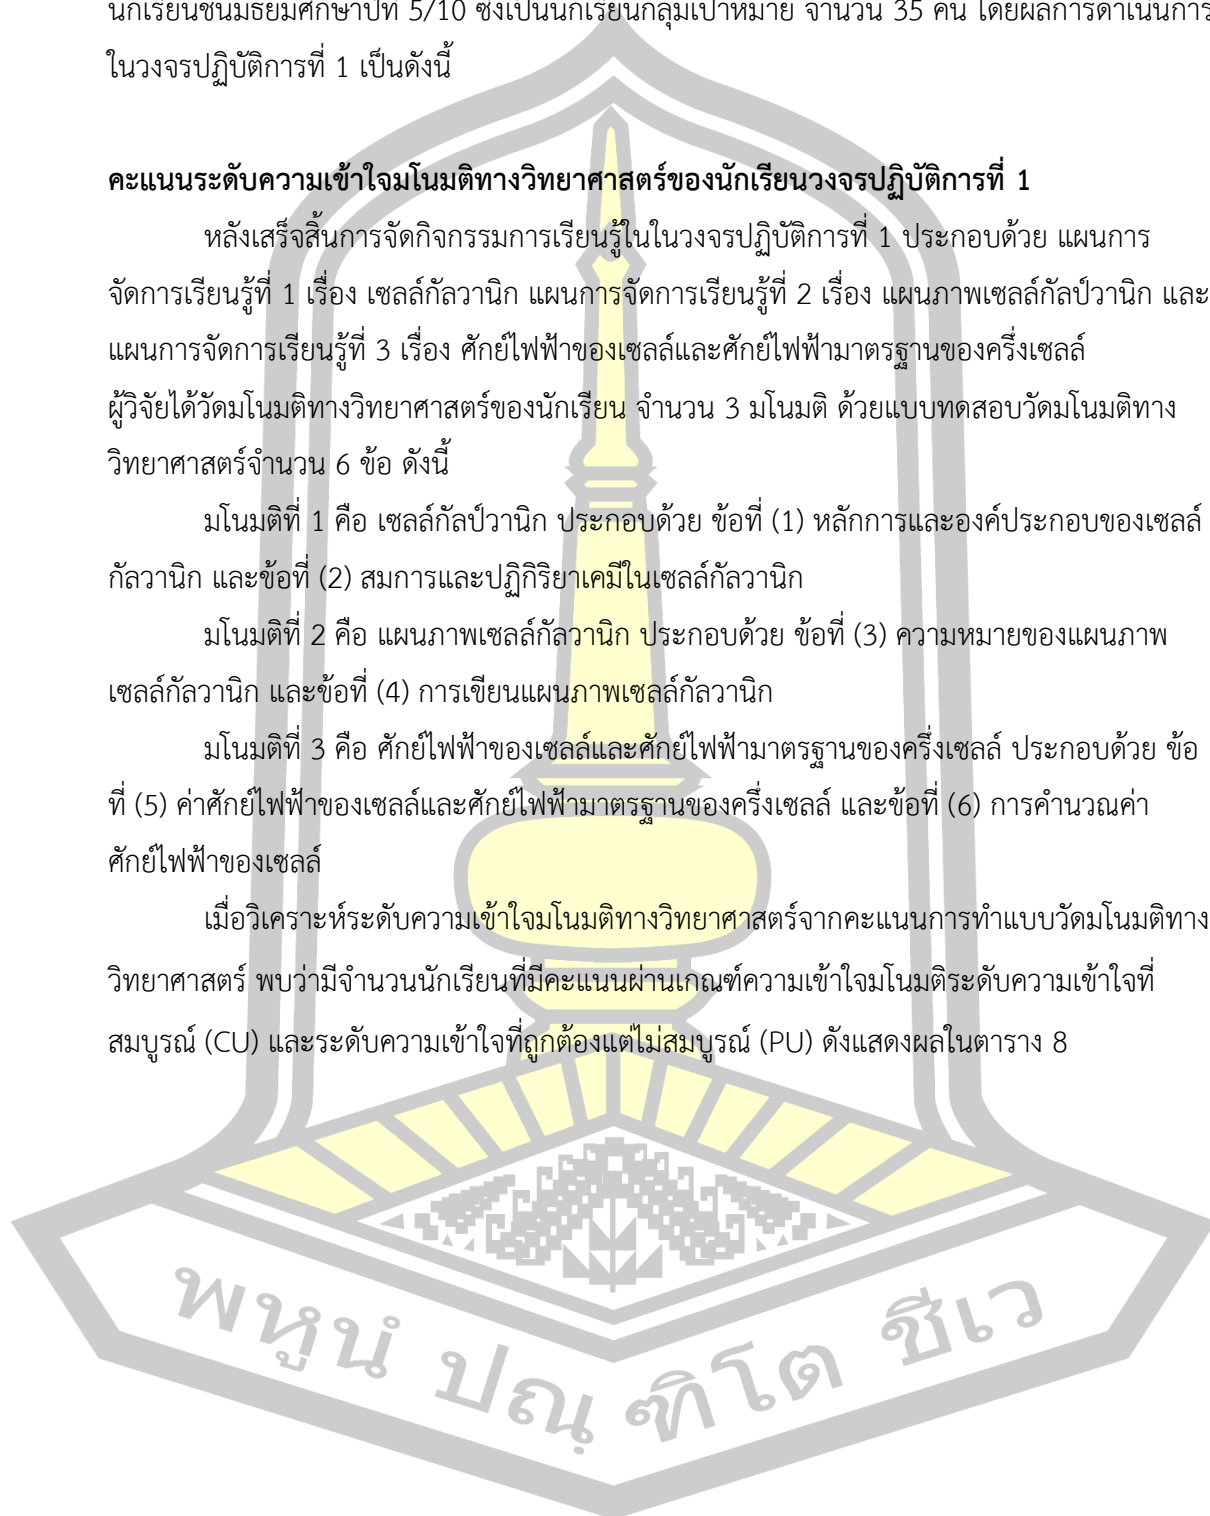 นักเรียนชั้นมัธยมศึกษาปีที่ 5/10 ซึ่งเป็นนักเรียนกลุ่มเป้าหมาย จำนวน 35 คน โดยผลการดำเนินการ
ในวงจรปฏิบัติการที่ 1 เป็นดังนี้
คะแนนระดับความเข้าใจมโนมติทางวิทยาศาสตร์ของนักเรียนวงจรปฏิบัติการที่ 1
หลังเสร็จสิ้นการจัดกิจกรรมการเรียนรู้ในในวงจรปฏิบัติการที่ 1 ประกอบด้วย แผนการ
จัดการเรียนรู้ที่ 1 เรื่อง เซลล์กัลวานิก แผนการจัดการเรียนรู้ที่ 2 เรื่อง แผนภาพเซลล์กัลป์วานิก และ
แผนการจัดการเรียนรู้ที่ 3 เรื่อง ศักย์ไฟฟ้าของเซลล์และศักย์ไฟฟ้ามาตรฐานของครึ่งเซลล์
ผู้วิจัยได้วัดมโนมติทางวิทยาศาสตร์ของนักเรียน จำนวน 3 มโนมติ ด้วยแบบทดสอบวัดมโนมติทาง
วิทยาศาสตร์จำนวน 6 ข้อ ดังนี้
มโนมติที่ 1 คือ เซลล์กัลป์วานิก ประกอบด้วย ข้อที่ (1) หลักการและองค์ประกอบของเซลล์
กัลวานิก และข้อที่ (2) สมการและปฏิกิริยาเคมีในเซลล์กัลวานิก
มโนมติที่ 2 คือ แผนภาพเซลล์กัลวานิก ประกอบด้วย ข้อที่ (3) ความหมายของแผนภาพ
เซลล์กัลวานิก และข้อที่ (4) การเขียนแผนภาพเซลล์กัลวานิก
มโนมติที่ 3 คือ ศักย์ไฟฟ้าของเซลล์และศักย์ไฟฟ้ามาตรฐานของครึ่งเซลล์ ประกอบด้วย ข้อ
ที่ (5) ค่าศักย์ไฟฟ้าของเซลล์และศักย์ไฟฟ้ามาตรฐานของครึ่งเซลล์ และข้อที่ (6) การคำนวณค่า
ศักย์ไฟฟ้าของเซลล์
เมื่อวิเคราะห์ระดับความเข้าใจมโนมติทางวิทยาศาสตร์จากคะแนนการทำแบบวัดมโนมติทาง
วิทยาศาสตร์ พบว่ามีจำนวนนักเรียนที่มีคะแนนผ่านเกณฑ์ความเข้าใจมโนมติระดับความเข้าใจที่
สมบูรณ์ (CU) และระดับความเข้าใจที่ถูกต้องแต่ไม่สมบูรณ์ (PU) ดังแสดงผลในตาราง 8
พหูนํ ปณฺฑิโต ชีเว